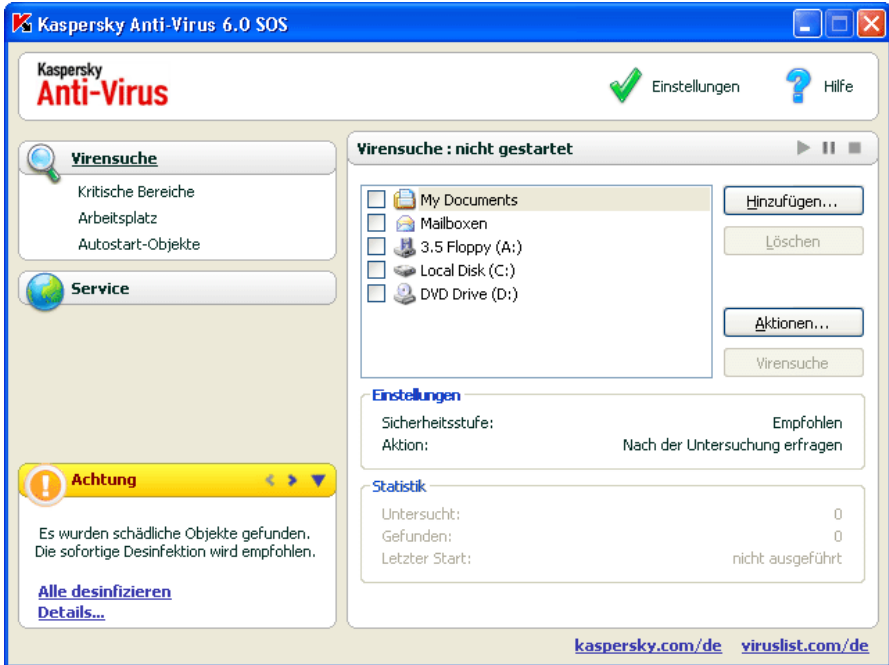 Kaspersky Anti-Virus 6.0 SOS
Kaspersky
Anti-Virus
Einstellungen
Hilfe
Virensuche
Kritische Bereiche
Arbeitsplatz
Autostart-Objekte
Service
Achtung
Es wurden schädliche Objekte gefunden.
Die sofortige Desinfektion wird empfohlen.
Alle desinfizieren
Details...
Virensuche : nicht gestartet
My Documents
Mailboxen
3.5 Floppy (A:)
Local Disk (C:)
DVD Drive (D:)
Hinzufügen...
Löschen
Aktionen...
Virensuche
Einstellungen
Sicherheitsstufe: Empfohlen
Aktion: Nach der Untersuchung erfragen
Statistik
Untersucht: 0
Gefunden: 0
Letzter Start: nicht ausgeführt
kaspersky.com/de viruslist.com/de